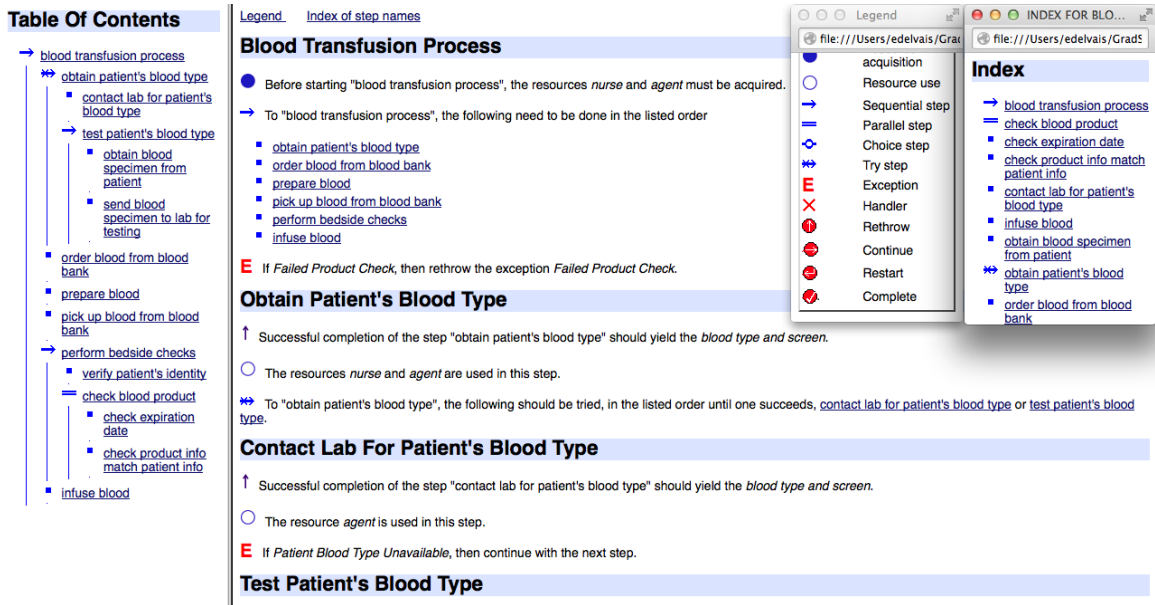 Table Of Contents
blood transfusion process
obtain patient's blood type
contact lab for patient's
blood type
test patient's blood type
obtain blood
specimen from
patient
send blood
specimen to lab for
testing
order blood from blood
bank
prepare blood
pick up blood from blood
bank
perform bedside checks
verify patient's identity
check blood product
check expiration
date
check product info
match patient info
infuse blood
Legend Index of step names
Blood Transfusion Process
Before starting "blood transfusion process", the resources nurse and agent must be acquired.
To "blood transfusion process", the following need to be done in the listed order
obtain patient's blood type
order blood from blood bank
prepare blood
pick up blood from blood bank
perform bedside checks
infuse blood
E If Failed Product Check, then rethrow the exception Failed Product Check.
Obtain Patient's Blood Type
Successful completion of the step "obtain patient's blood type" should yield the blood type and screen.
The resources nurse and agent are used in this step.
To "obtain patient's blood type", the following should be tried, in the listed order until one succeeds, contact lab for patient's blood type or test patient's blood
type.
Contact Lab For Patient's Blood Type
Successful completion of the step "contact lab for patient's blood type" should yield the blood type and screen.
The resource agent is used in this step.
E If Patient Blood Type Unavailable, then continue with the next step.
Test Patient's Blood Type
Legend
file:///Users/edelvais/Grad
acquisition
Resource use
Sequential step
Parallel step
Choice step
Try step
E Exception
Handler
Rethrow
Continue
Restart
Complete
INDEX FOR BLO...
file:///Users/edelvais/GradS
Index
blood transfusion process
check blood product
check expiration date
check product info match
patient info
contact lab for patient's
blood type
infuse blood
obtain blood specimen
from patient
obtain patient's blood
type
order blood from blood
bank